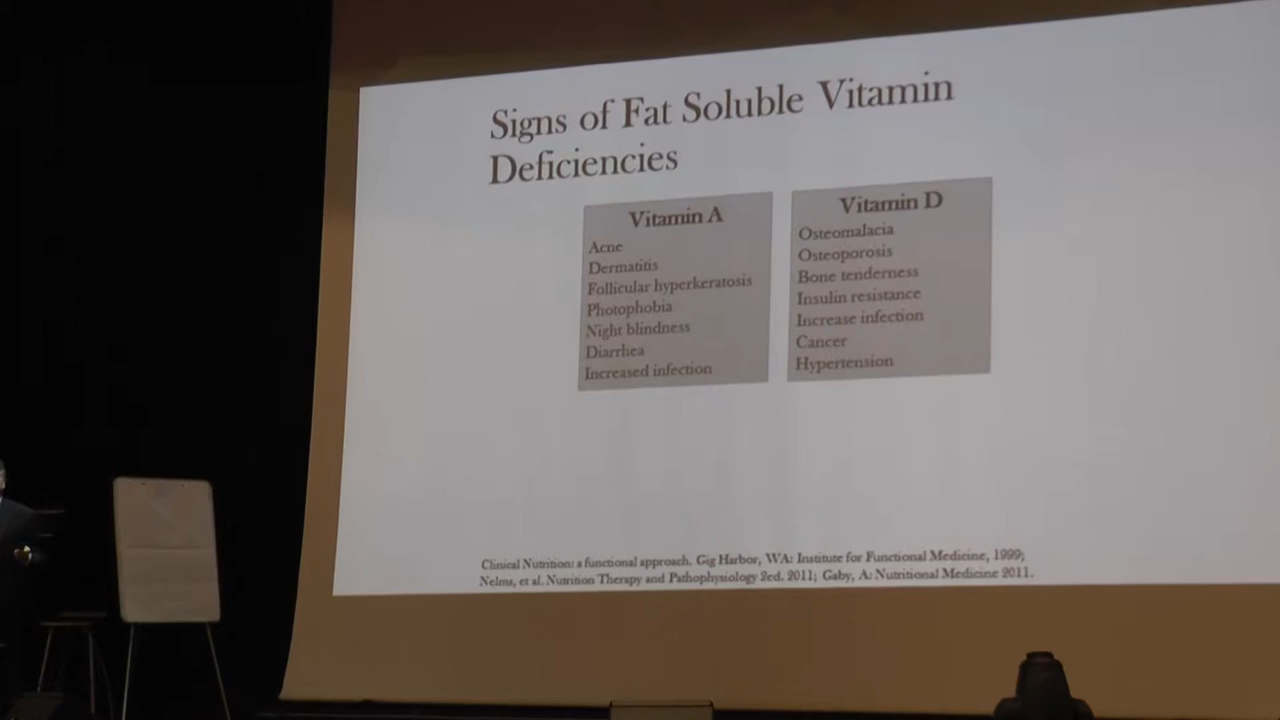 Signs of Fat Soluble Vitamin
Deficiencies
Vitamin A
Acne
Dermatitis
Follicular hyperkeratosis
Photophobia
Night blindness
Diarrhea
Increased infection
Vitamin D
Osteomalacia
Osteoporosis
Bone tenderness
Insulin resistance
Increase infection
Cancer
Hypertension
Clinical Nutrition: a functional approach. Gig Harbor, WA: Institute for Functional Medicine, 1999;
Nelms, et al. Nutrition Therapy and Pathophysiology 2ed. 2011; Gaby, A: Nutritional Medicine 2011.